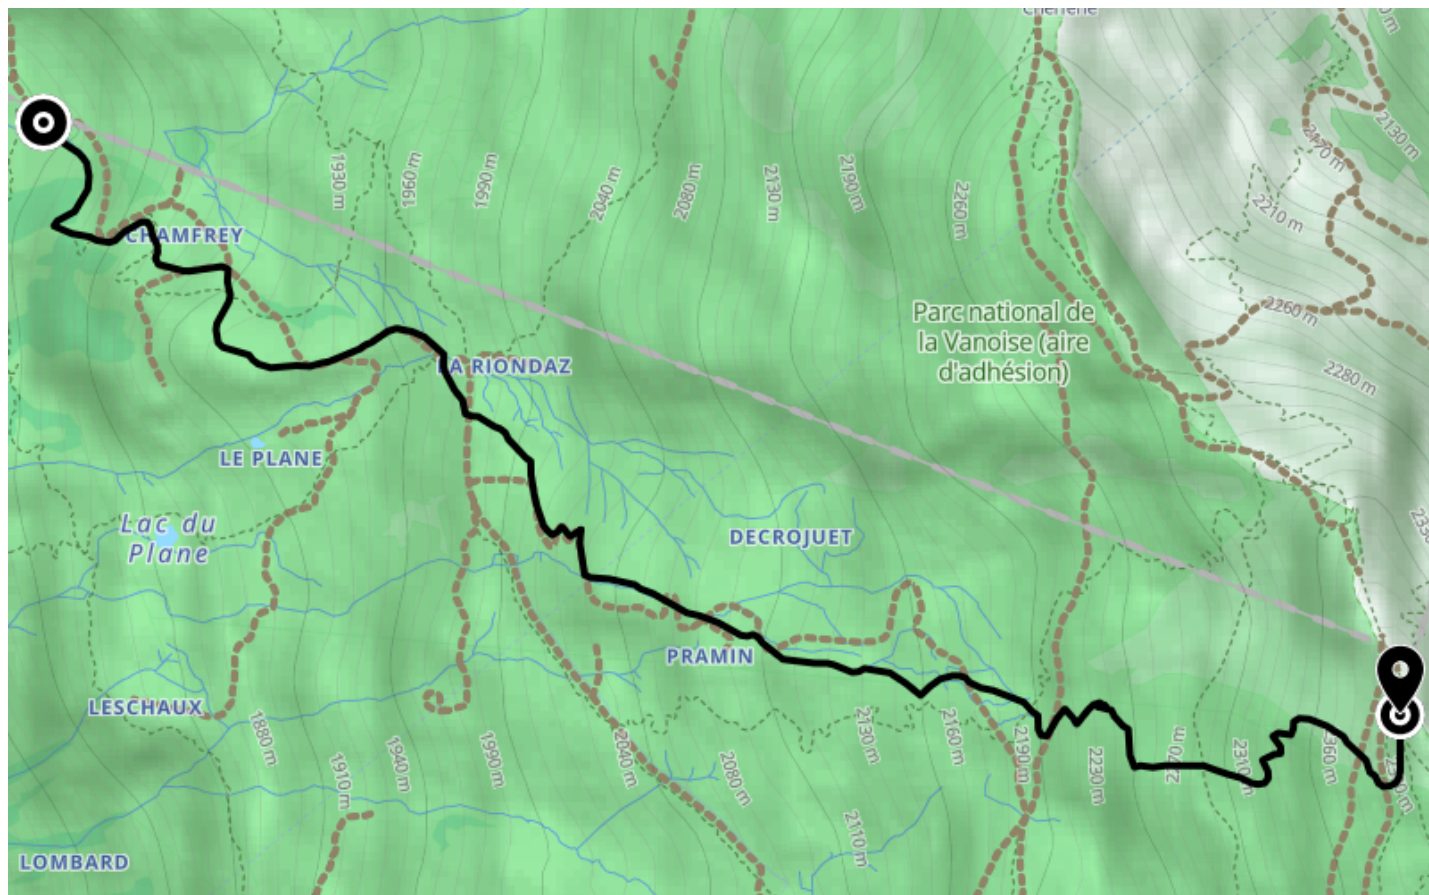 2130 m
2170 m
1930 m
1960 m
1990 m
2040 m
2080 m
2130 m
2190 m
2260 m
2210 m
CHAMFREY
Parc national de
la Vanoise (aire
d'adhésion)
2260 m
LA RIONDAZ
2280 m
LE PLANE
Lac du
Plane
DECROJUET
PRAMIN
LESCHAUX
1880 m
1910 m
1940 m
1990 m
2040 m
2080 m
2130 m
2160 m
2190 m
2230 m
2270 m
2310 m
2360 m
2110 m
LOMBARD